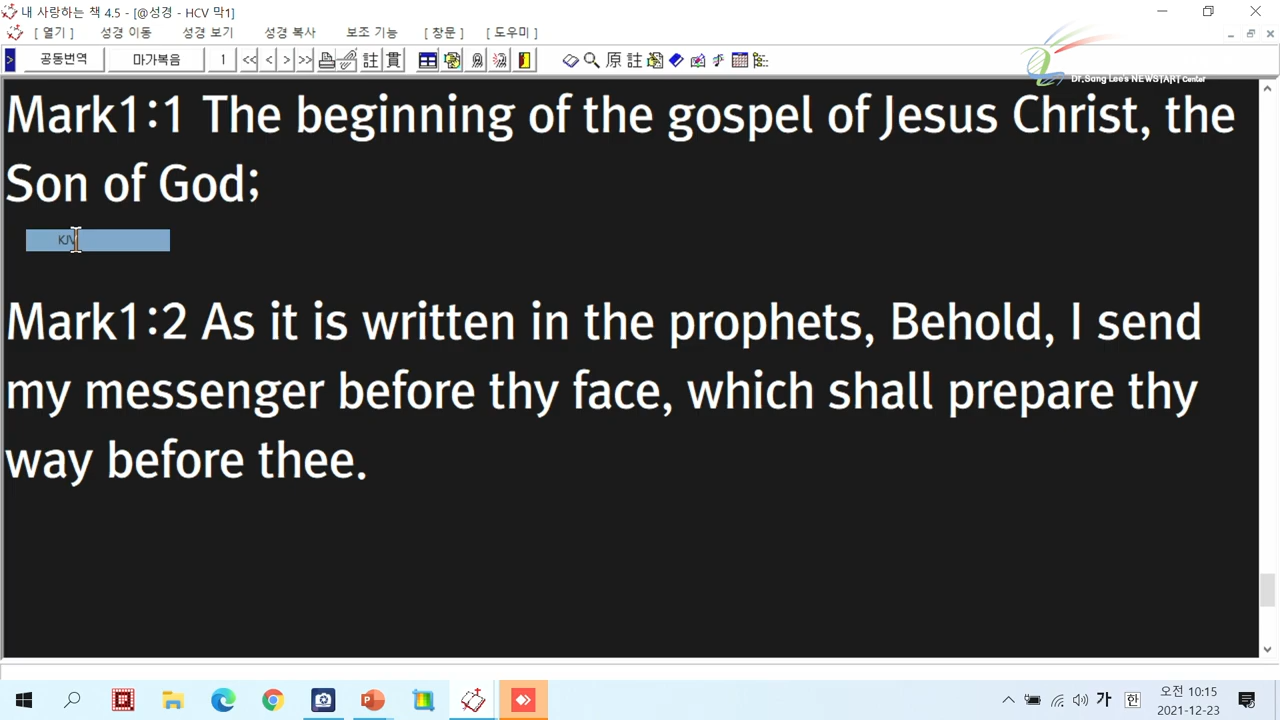 내 사랑하는 책 4.5 - [@성경 - HCV 막1]
[ 열기 ] 성경 이동 성경 보기 성경 복사 보조 기능 [ 창문 ] [ 도우미 ]
> 공동번역 마가복음 1 << < > >> 註 貫 原 註
Dr.Sang Lee's NEWSTART Center
Mark1:1 The beginning of the gospel of Jesus Christ, the
Son of God;
KJV
Mark1:2 As it is written in the prophets, Behold, I send
my messenger before thy face, which shall prepare thy
way before thee.
가 한 오전 10:15
2021-12-23